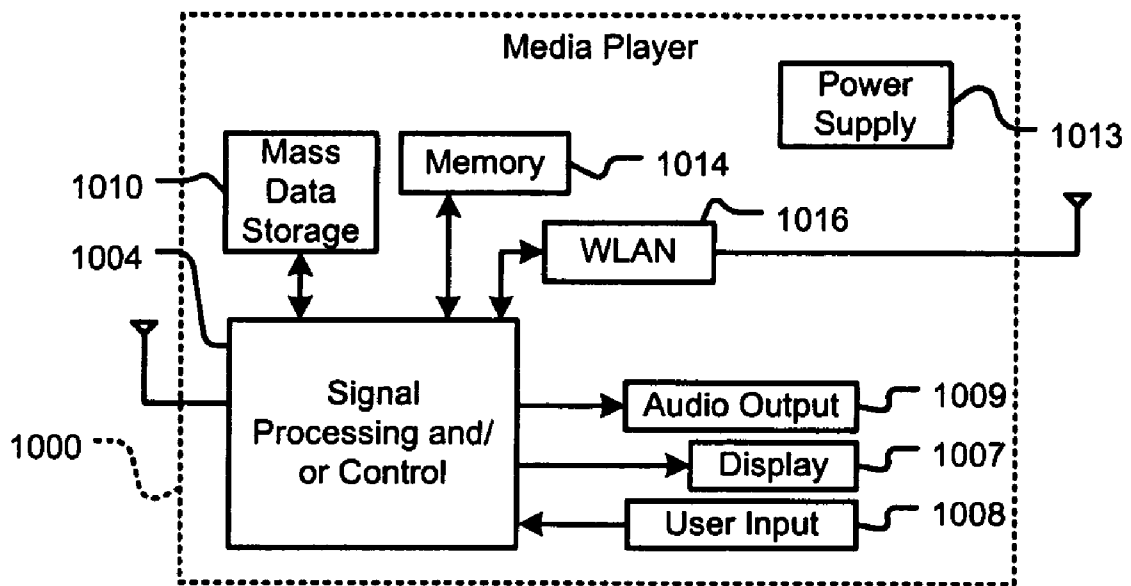 Media Player
Power
Supply
1013
Mass
Data
Storage
1010
Memory
1014
1016
WLAN
1004
Signal
Processing and/
or Control
Audio Output
1009
Display
1007
User Input
1008
1000